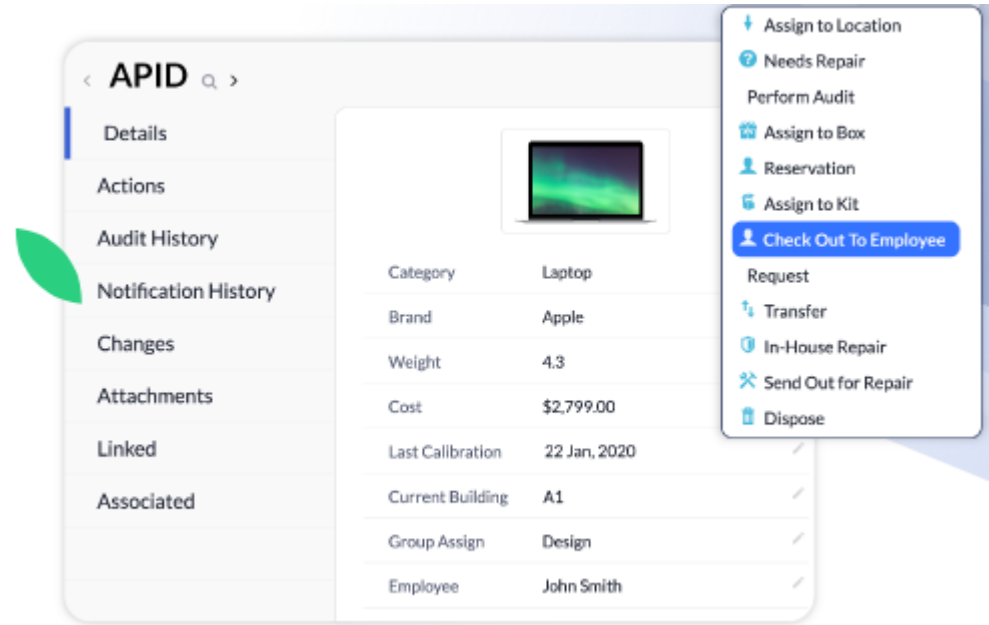 APID
Details
Actions
Audit History
Notification History
Changes
Attachments
Linked
Associated
Category Laptop
Brand Apple
Weight 4.3
Cost $2,799.00
Last Calibration 22 Jan, 2020
Current Building A1
Group Assign Design
Employee John Smith
Assign to Location
Needs Repair
Perform Audit
Assign to Box
Reservation
Assign to Kit
Check Out To Employee
Request
Transfer
In-House Repair
Send Out for Repair
Dispose